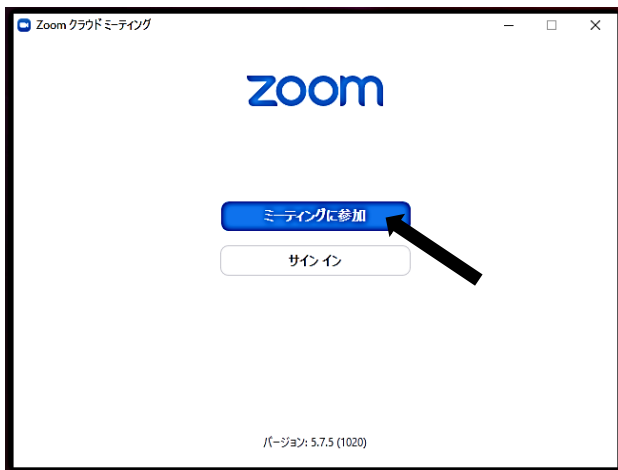 Zoom クラウド ミーティング
zoom
ミーティングに参加
サイン イン
バージョン: 5.7.5 (1020)